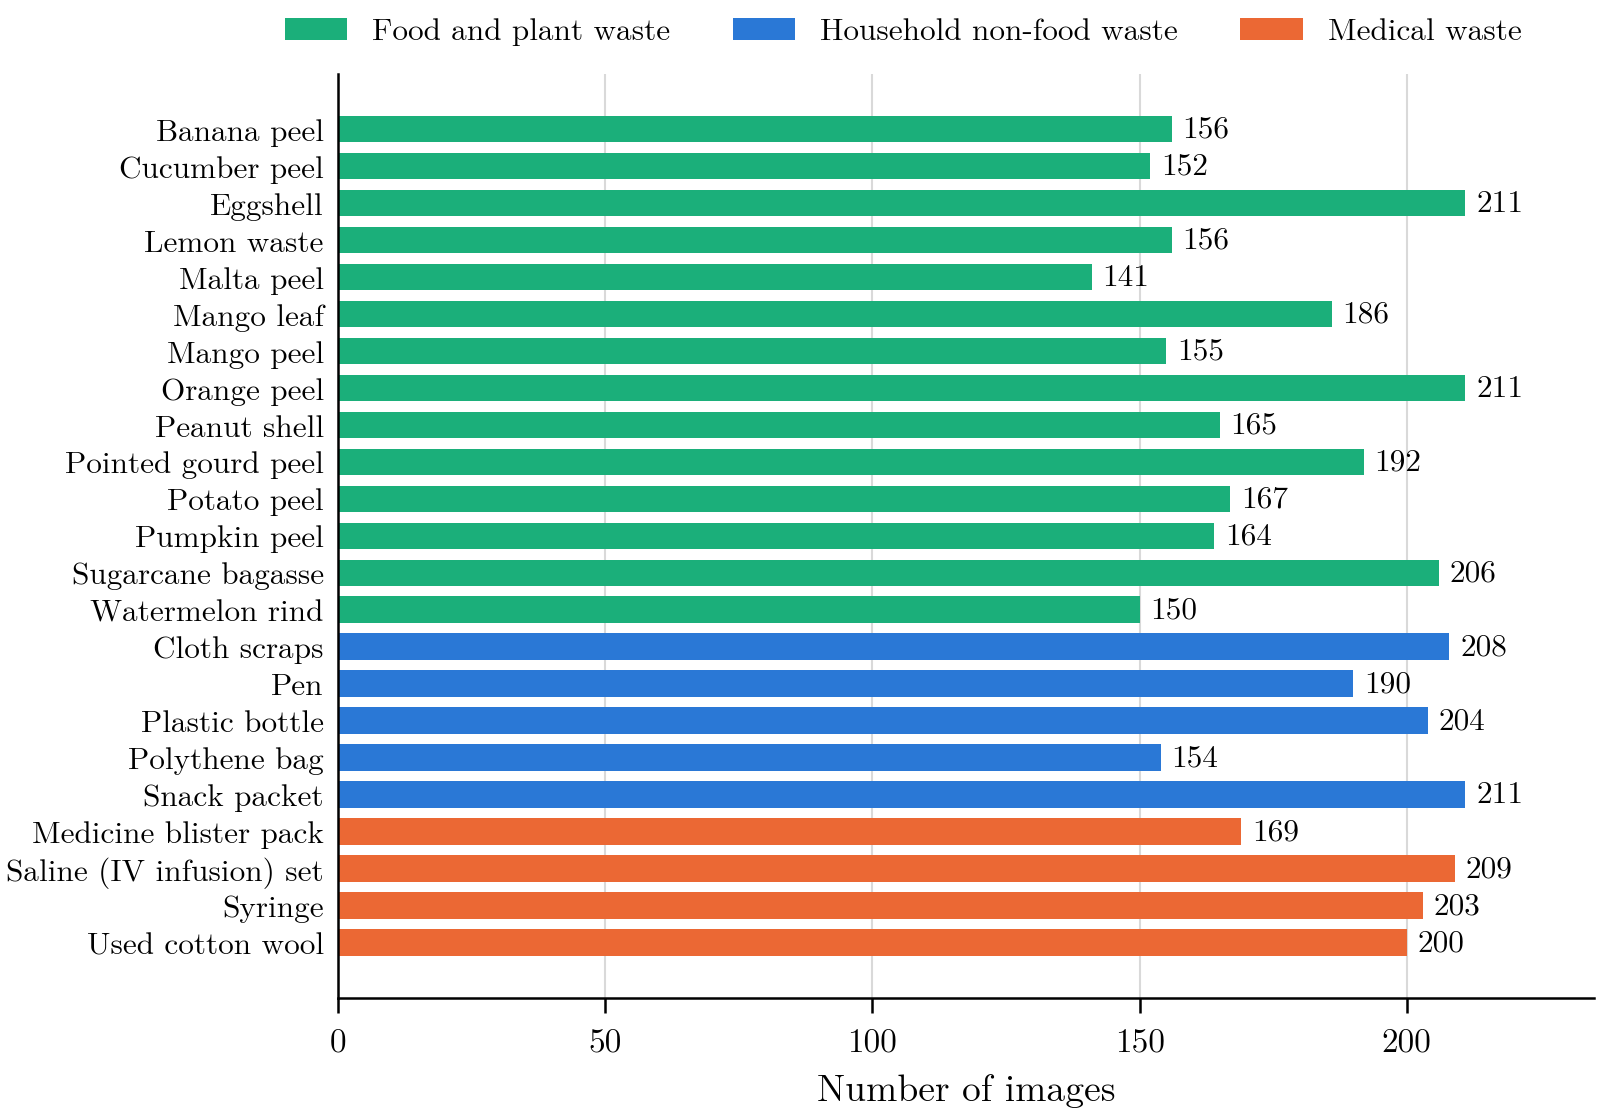 Food and plant waste Household non-food waste Medical waste
Banana peel 156
Cucumber peel 152
Eggshell 211
Lemon waste 156
Malta peel 141
Mango leaf 186
Mango peel 155
Orange peel 211
Peanut shell 165
Pointed gourd peel 192
Potato peel 167
Pumpkin peel 164
Sugarcane bagasse 206
Watermelon rind 150
Cloth scraps 208
Pen 190
Plastic bottle 204
Polythene bag 154
Snack packet 211
Medicine blister pack 169
Saline (IV infusion) set 209
Syringe 203
Used cotton wool 200
0 50 100 150 200
Number of images